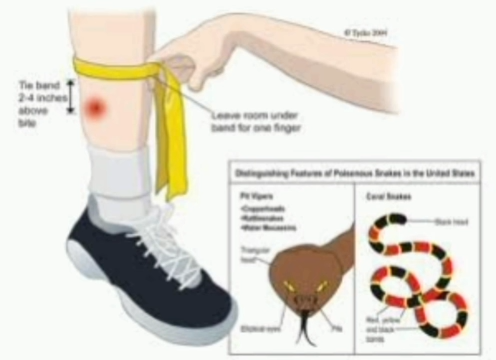 Tie band
2-4 inches
above
bite
Leave room under
band for one finger
Distinguishing Features of Poisonous Snakes in the United States
Pit Vipers
•Copperheads
•Rattlesnakes
•Water Moccasins
Triangular
head
Elliptical eyes
Pits
Coral Snakes
Black head
Red, yellow
and black
bands